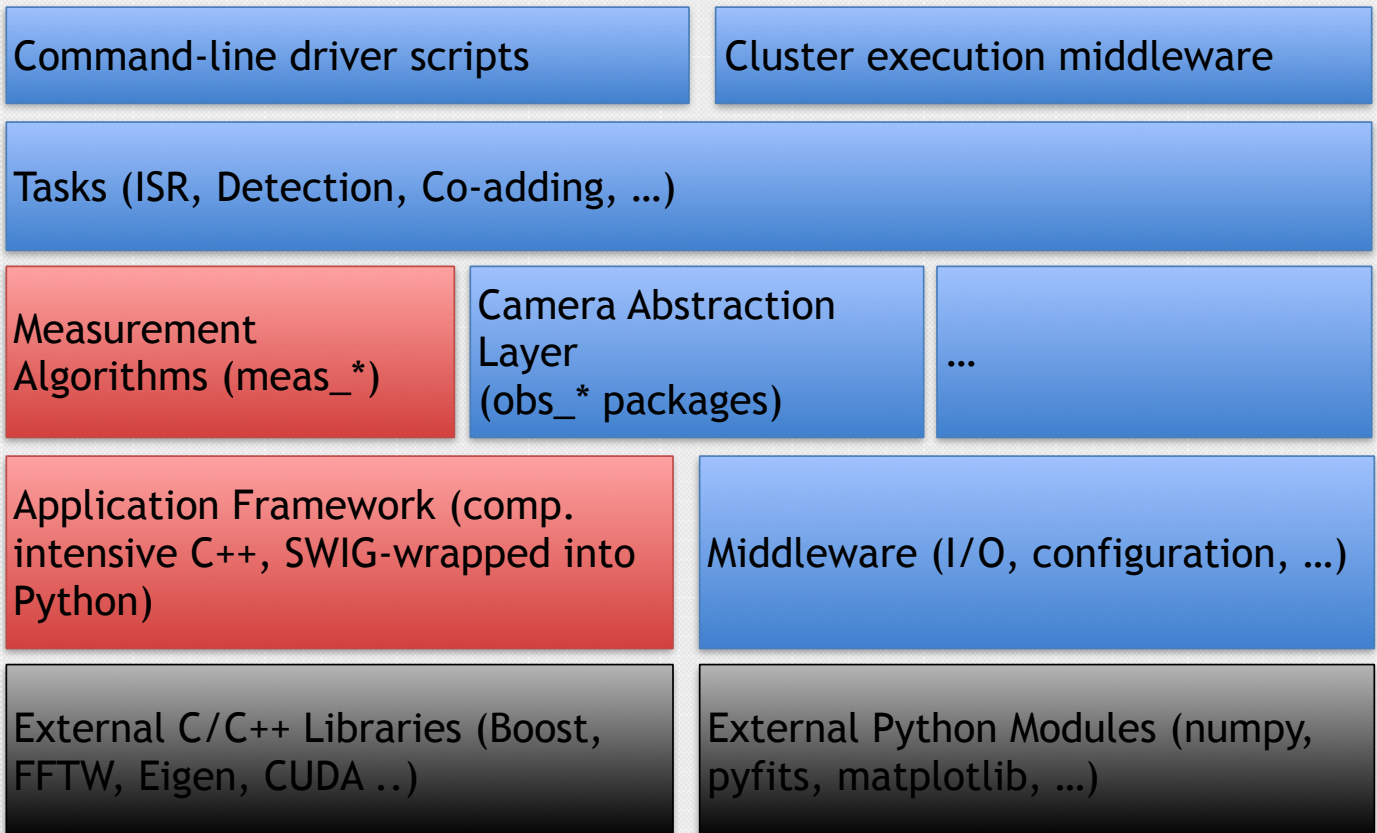 Command-line driver scripts
Cluster execution middleware
Tasks (ISR, Detection, Co-adding, …)
Measurement
Algorithms (meas_*)
Camera Abstraction
Layer
(obs_* packages)
…
Application Framework (comp.
intensive C++, SWIG-wrapped into
Python)
Middleware (I/O, configuration, …)
External C/C++ Libraries (Boost,
FFTW, Eigen, CUDA ..)
External Python Modules (numpy,
pyfits, matplotlib, …)